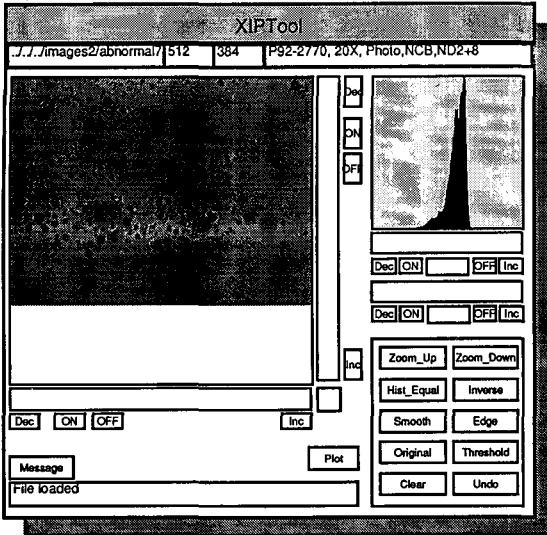 XIPTool
../../../images2/abnormal7 512 384 P92-2770, 20X, Photo,NCB,ND2+8
Dec
ON
OFF
Dec ON OFF Inc
Dec ON OFF Inc
Inc
Zoom_Up Zoom_Down
Hist_Equal Inverse
Dec ON OFF Inc
Smooth Edge
Plot
Original Threshold
Message
Clear Undo
File loaded